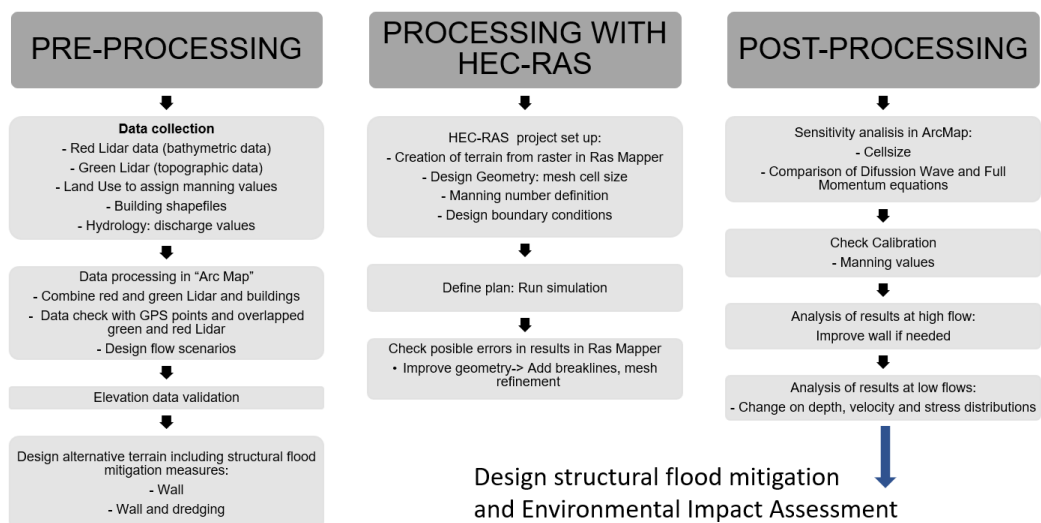 PRE-PROCESSING
Data collection
- Red Lidar data (bathymetric data)
- Green Lidar (topographic data)
- Land Use to assign manning values
- Building shapefiles
- Hydrology: discharge values
Data processing in “Arc Map”
- Combine red and green Lidar and buildings
- Data check with GPS points and overlapped
green and red Lidar
- Design flow scenarios
Elevation data validation
Design alternative terrain including structural flood
mitigation measures:
- Wall
- Wall and dredging
PROCESSING WITH
HEC-RAS
HEC-RAS project set up:
- Creation of terrain from raster in Ras Mapper
- Design Geometry: mesh cell size
- Manning number definition
- Design boundary conditions
Define plan: Run simulation
Check posible errors in results in Ras Mapper
• Improve geometry-> Add breaklines, mesh
refinement
POST-PROCESSING
Sensitivity analisis in ArcMap:
- Cellsize
- Comparison of Difussion Wave and Full
Momentum equations
Check Calibration
- Manning values
Analysis of results at high flow:
Improve wall if needed
Analysis of results at low flows:
- Change on depth, velocity and stress distributions
Design structural flood mitigation
and Environmental Impact Assessment